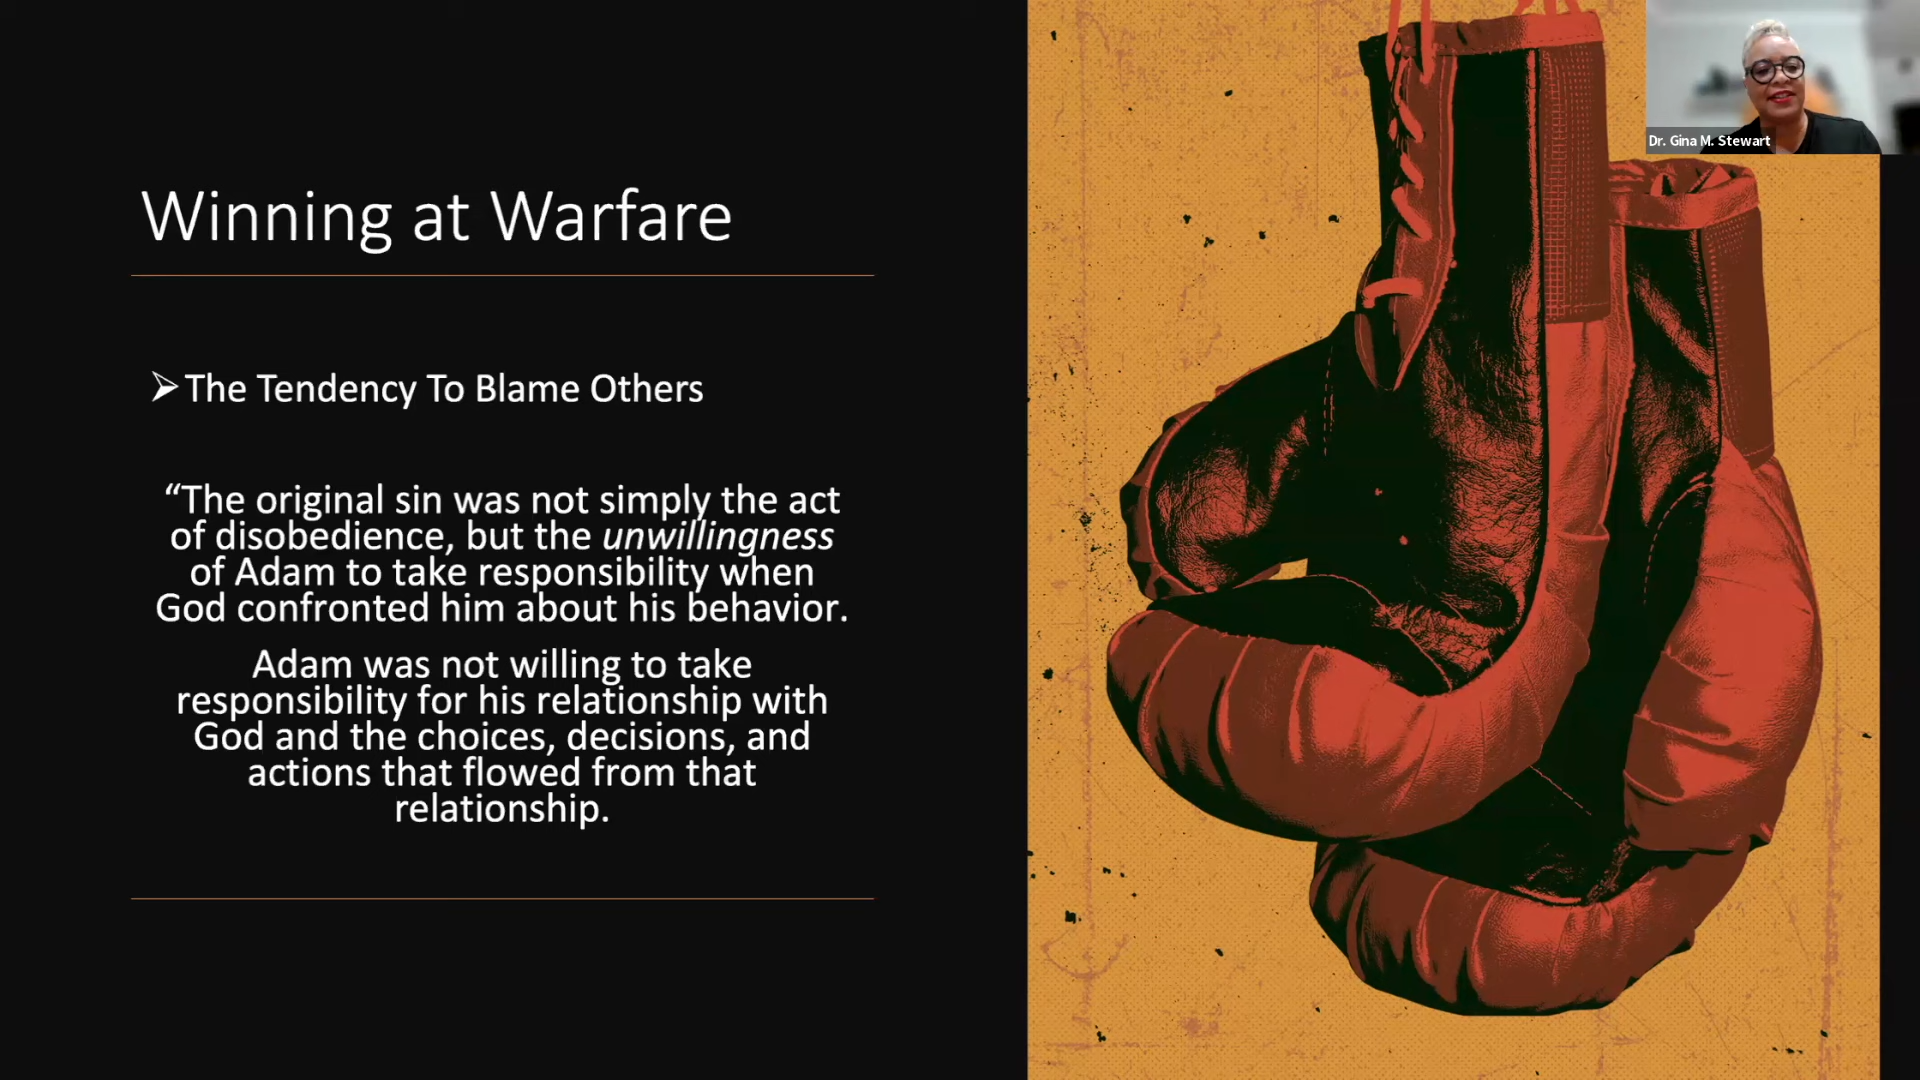 Dr. Gina M. Stewart
Winning at Warfare
➢The Tendency To Blame Others
“The original sin was not simply the act
of disobedience, but the unwillingness
of Adam to take responsibility when
God confronted him about his behavior.
Adam was not willing to take
responsibility for his relationship with
God and the choices, decisions, and
actions that flowed from that
relationship.